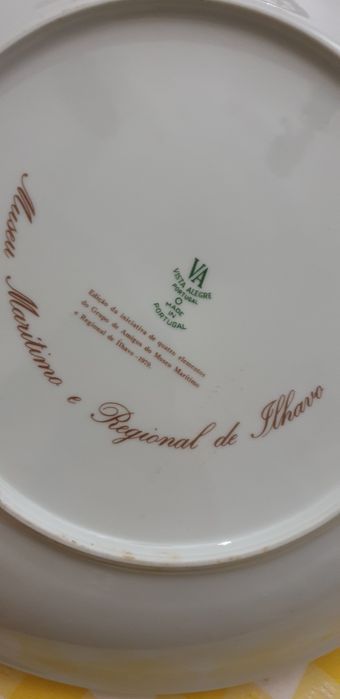 VA
VISTA ALEGRE
PORTUGAL
MADE
IN
PORTUGAL
Edição da iniciativa de quatro elementos
do Grupo de Amigos do Museu Marítimo
e Regional de Ílhavo - 1979.
Museu Marítimo e Regional de Ílhavo